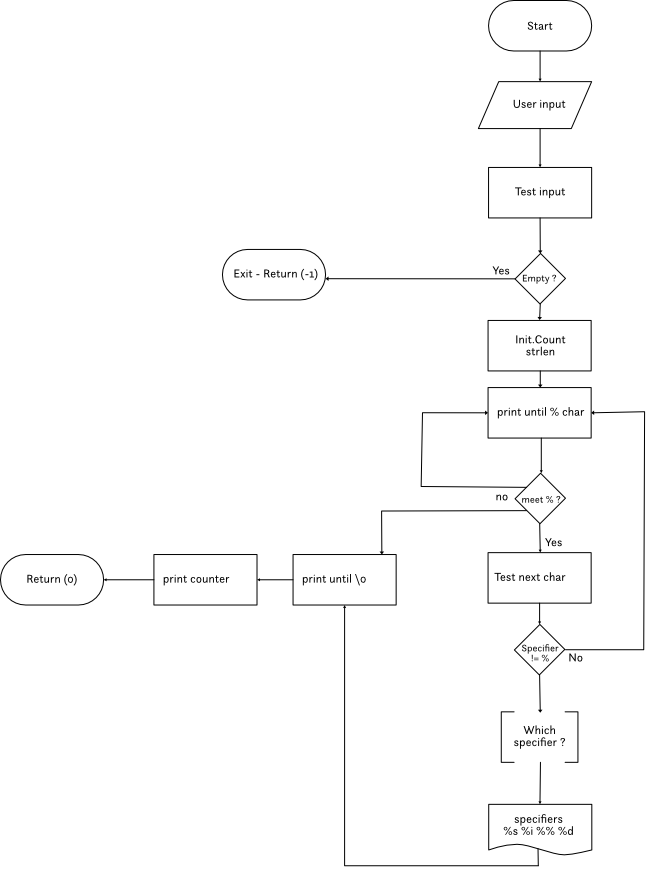 Start
User input
Test input
Yes
Empty ?
Exit - Return (-1)
Init.Count
strlen
print until % char
no
meet % ?
Yes
Return (0)
print counter
print until \0
Test next char
Specifier
!= %
No
Which
specifier ?
specifiers
%s %i %% %d